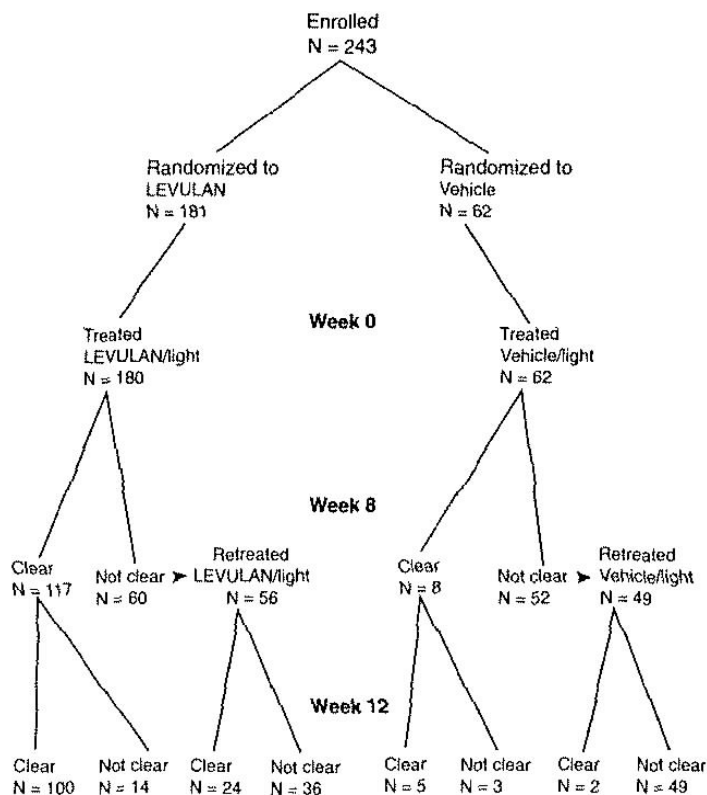 Enrolled
N = 243
Randomized to
LEVULAN
N = 181
Randomized to
Vehicle
N = 62
Week 0
Treated
LEVULAN/light
N = 180
Treated
Vehicle/light
N = 62
Week 8
Clear
N = 117
Not clear
N = 60
Retreated
LEVULAN/light
N = 56
Clear
N = 8
Not clear
N = 52
Retreated
Vehicle/light
N = 49
Week 12
Clear
N = 100
Not clear
N = 14
Clear
N = 24
Not clear
N = 36
Clear
N = 5
Not clear
N = 3
Clear
N = 2
Not clear
N = 49